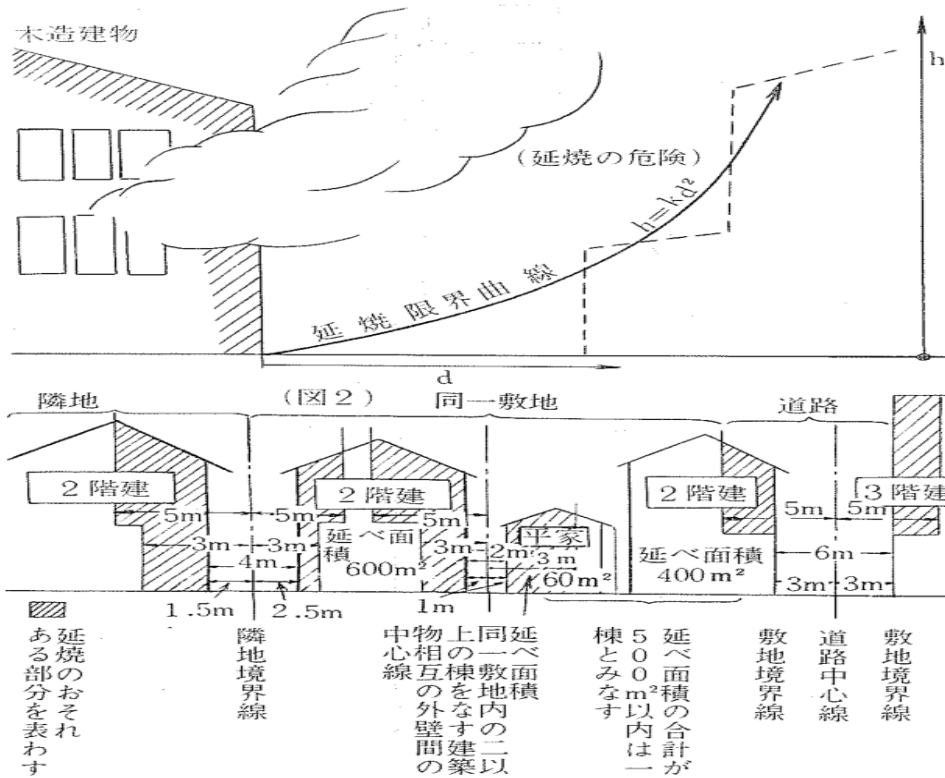 木造建物
h
(延焼の危険)
h=kd²
延焼限界曲線
d
(図2)
隣地
同一敷地
道路
2階建
2階建
2階建
3階建
平家
5m
5m
5m
5m
5m
3m
3m
3m
2m
3m
4m
6m
延べ面積
600m²
60m²
延べ面積
400m²
3m
3m
1.5m
2.5m
1m
延焼のおそれ
ある部分を表わす
隣地境界線
延べ面積
同一敷地内の二以
上の棟をなす建築
物相互の外壁間の
中心線
延べ面積の合計が
500m²以内は一
棟とみなす
敷地境界線
道路中心線
敷地境界線